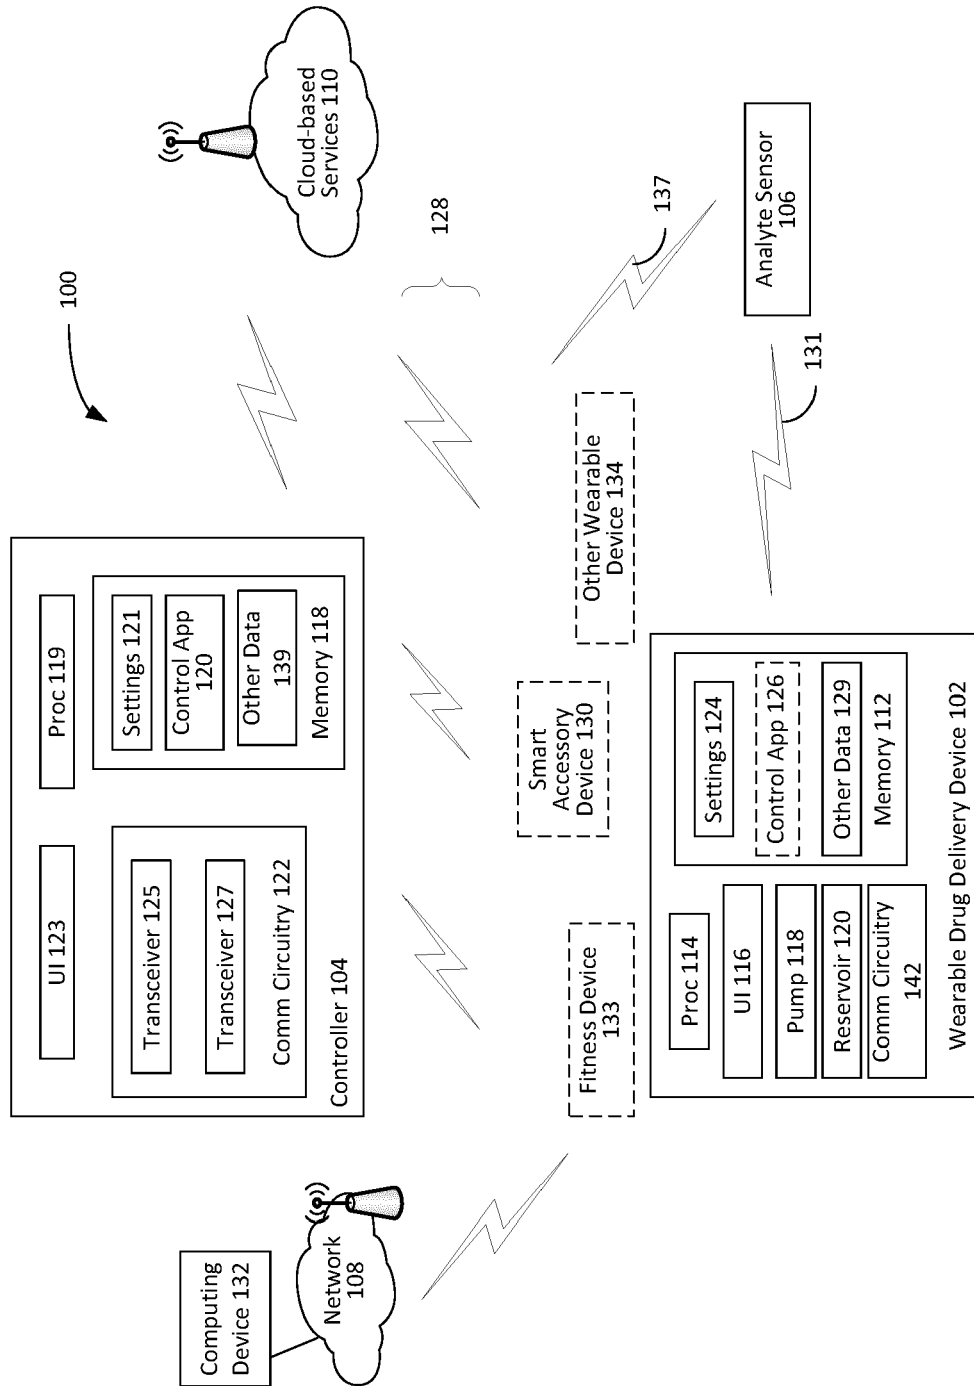 100
Computing
Device 132
Network
108
Cloud-based
Services 110
UI 123
Proc 119
Transceiver 125
Transceiver 127
Comm Circuitry 122
Controller 104
Settings 121
Control App
120
Other Data
139
Memory 118
128
137
131
Fitness Device
133
Smart
Accessory
Device 130
Other Wearable
Device 134
Analyte Sensor
106
Proc 114
UI 116
Pump 118
Reservoir 120
Comm Circuitry
142
Settings 124
Control App 126
Other Data 129
Memory 112
Wearable Drug Delivery Device 102